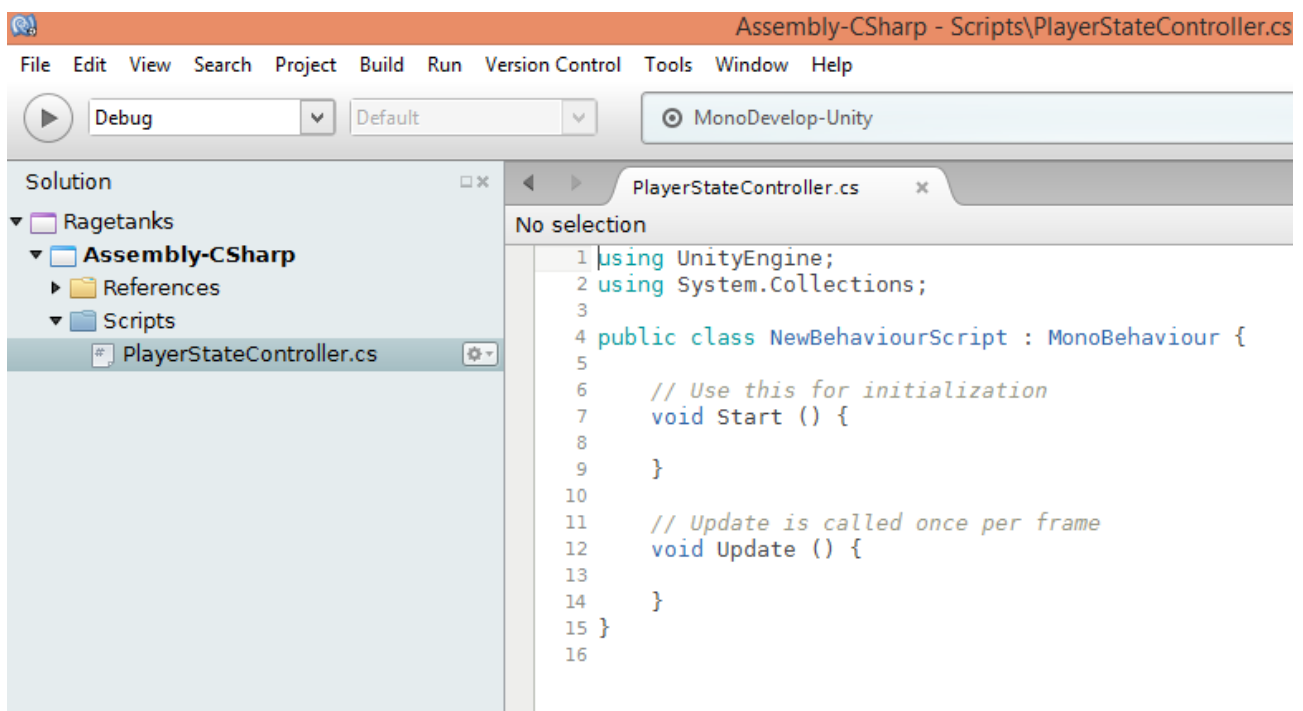 Assembly-CSharp - Scripts\PlayerStateController.cs
File Edit View Search Project Build Run Version Control Tools Window Help
Debug Default MonoDevelop-Unity
Solution
PlayerStateController.cs
Ragetanks
No selection
Assembly-CSharp
References
Scripts
PlayerStateController.cs
1 using UnityEngine;
2 using System.Collections;
3
4 public class NewBehaviourScript : MonoBehaviour {
5
6 // Use this for initialization
7 void Start () {
8
9 }
10
11 // Update is called once per frame
12 void Update () {
13
14 }
15 }
16